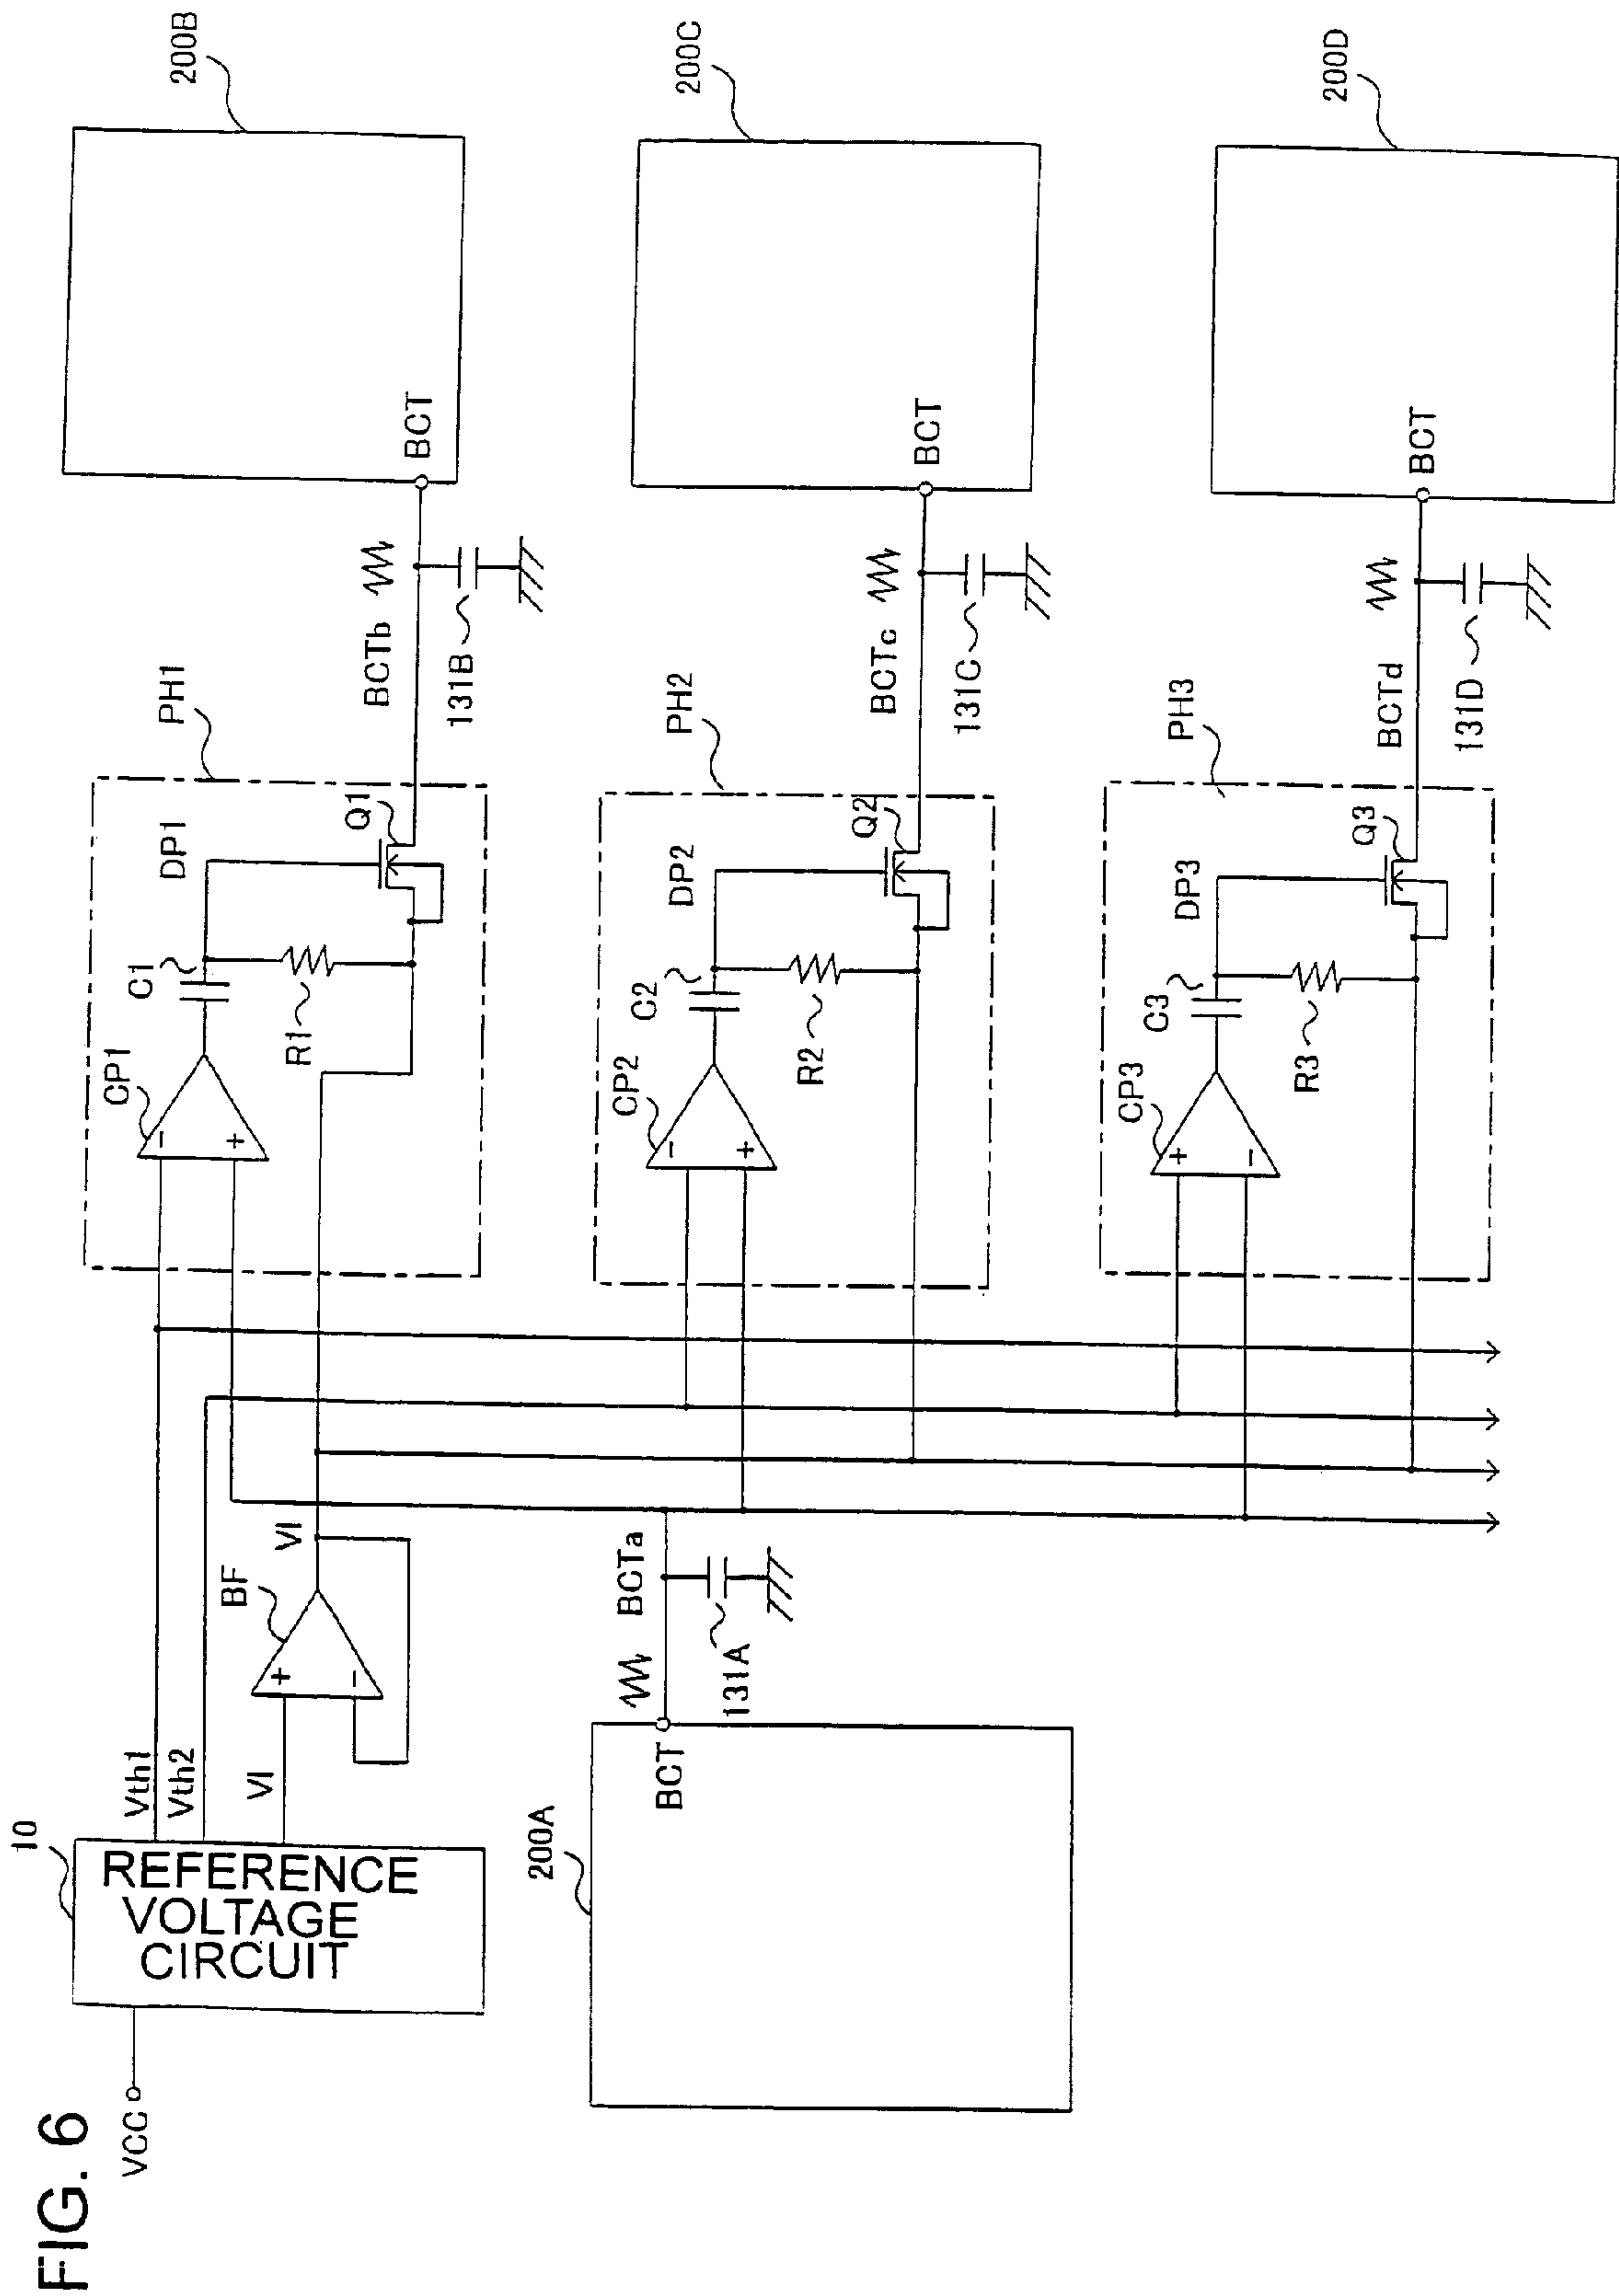 FIG. 6
VCC
10
REFERENCE
VOLTAGE
CIRCUIT
Vth1
Vth2
VI
BF
+
-
VI
200A
BCT
BCTa
131A
PH1
CP1
-
+
C1
R1
DP1
Q1
BCTb
131B
BCT
200B
PH2
CP2
-
+
C2
R2
DP2
Q2
BCTc
131C
BCT
200C
PH3
CP3
+
-
C3
R3
DP3
Q3
BCTd
131D
BCT
200D